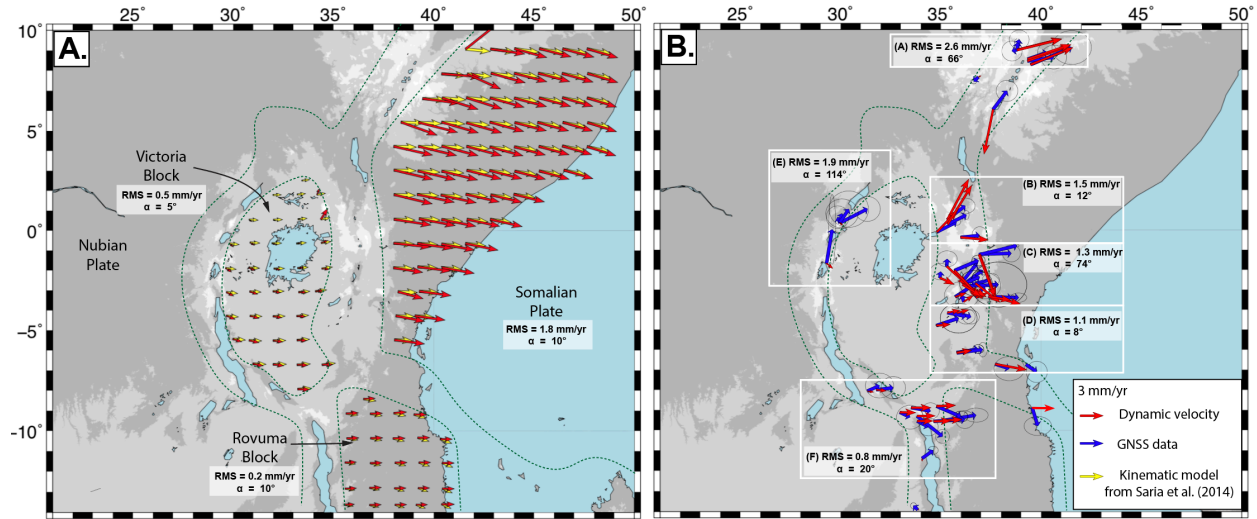 25° 30° 35° 40° 45° 50°
25° 30° 35° 40° 45° 50°
10°
5°
0°
−5°
−10°
A.
Victoria
Block
RMS = 0.5 mm/yr
α = 5°
Nubian
Plate
Somalian
Plate
RMS = 1.8 mm/yr
α = 10°
Rovuma
Block
RMS = 0.2 mm/yr
α = 10°
B.
(A) RMS = 2.6 mm/yr
α = 66°
(E) RMS = 1.9 mm/yr
α = 114°
(B) RMS = 1.5 mm/yr
α = 12°
(C) RMS = 1.3 mm/yr
α = 74°
(D) RMS = 1.1 mm/yr
α = 8°
(F) RMS = 0.8 mm/yr
α = 20°
3 mm/yr
Dynamic velocity
GNSS data
Kinematic model
from Saria et al. (2014)